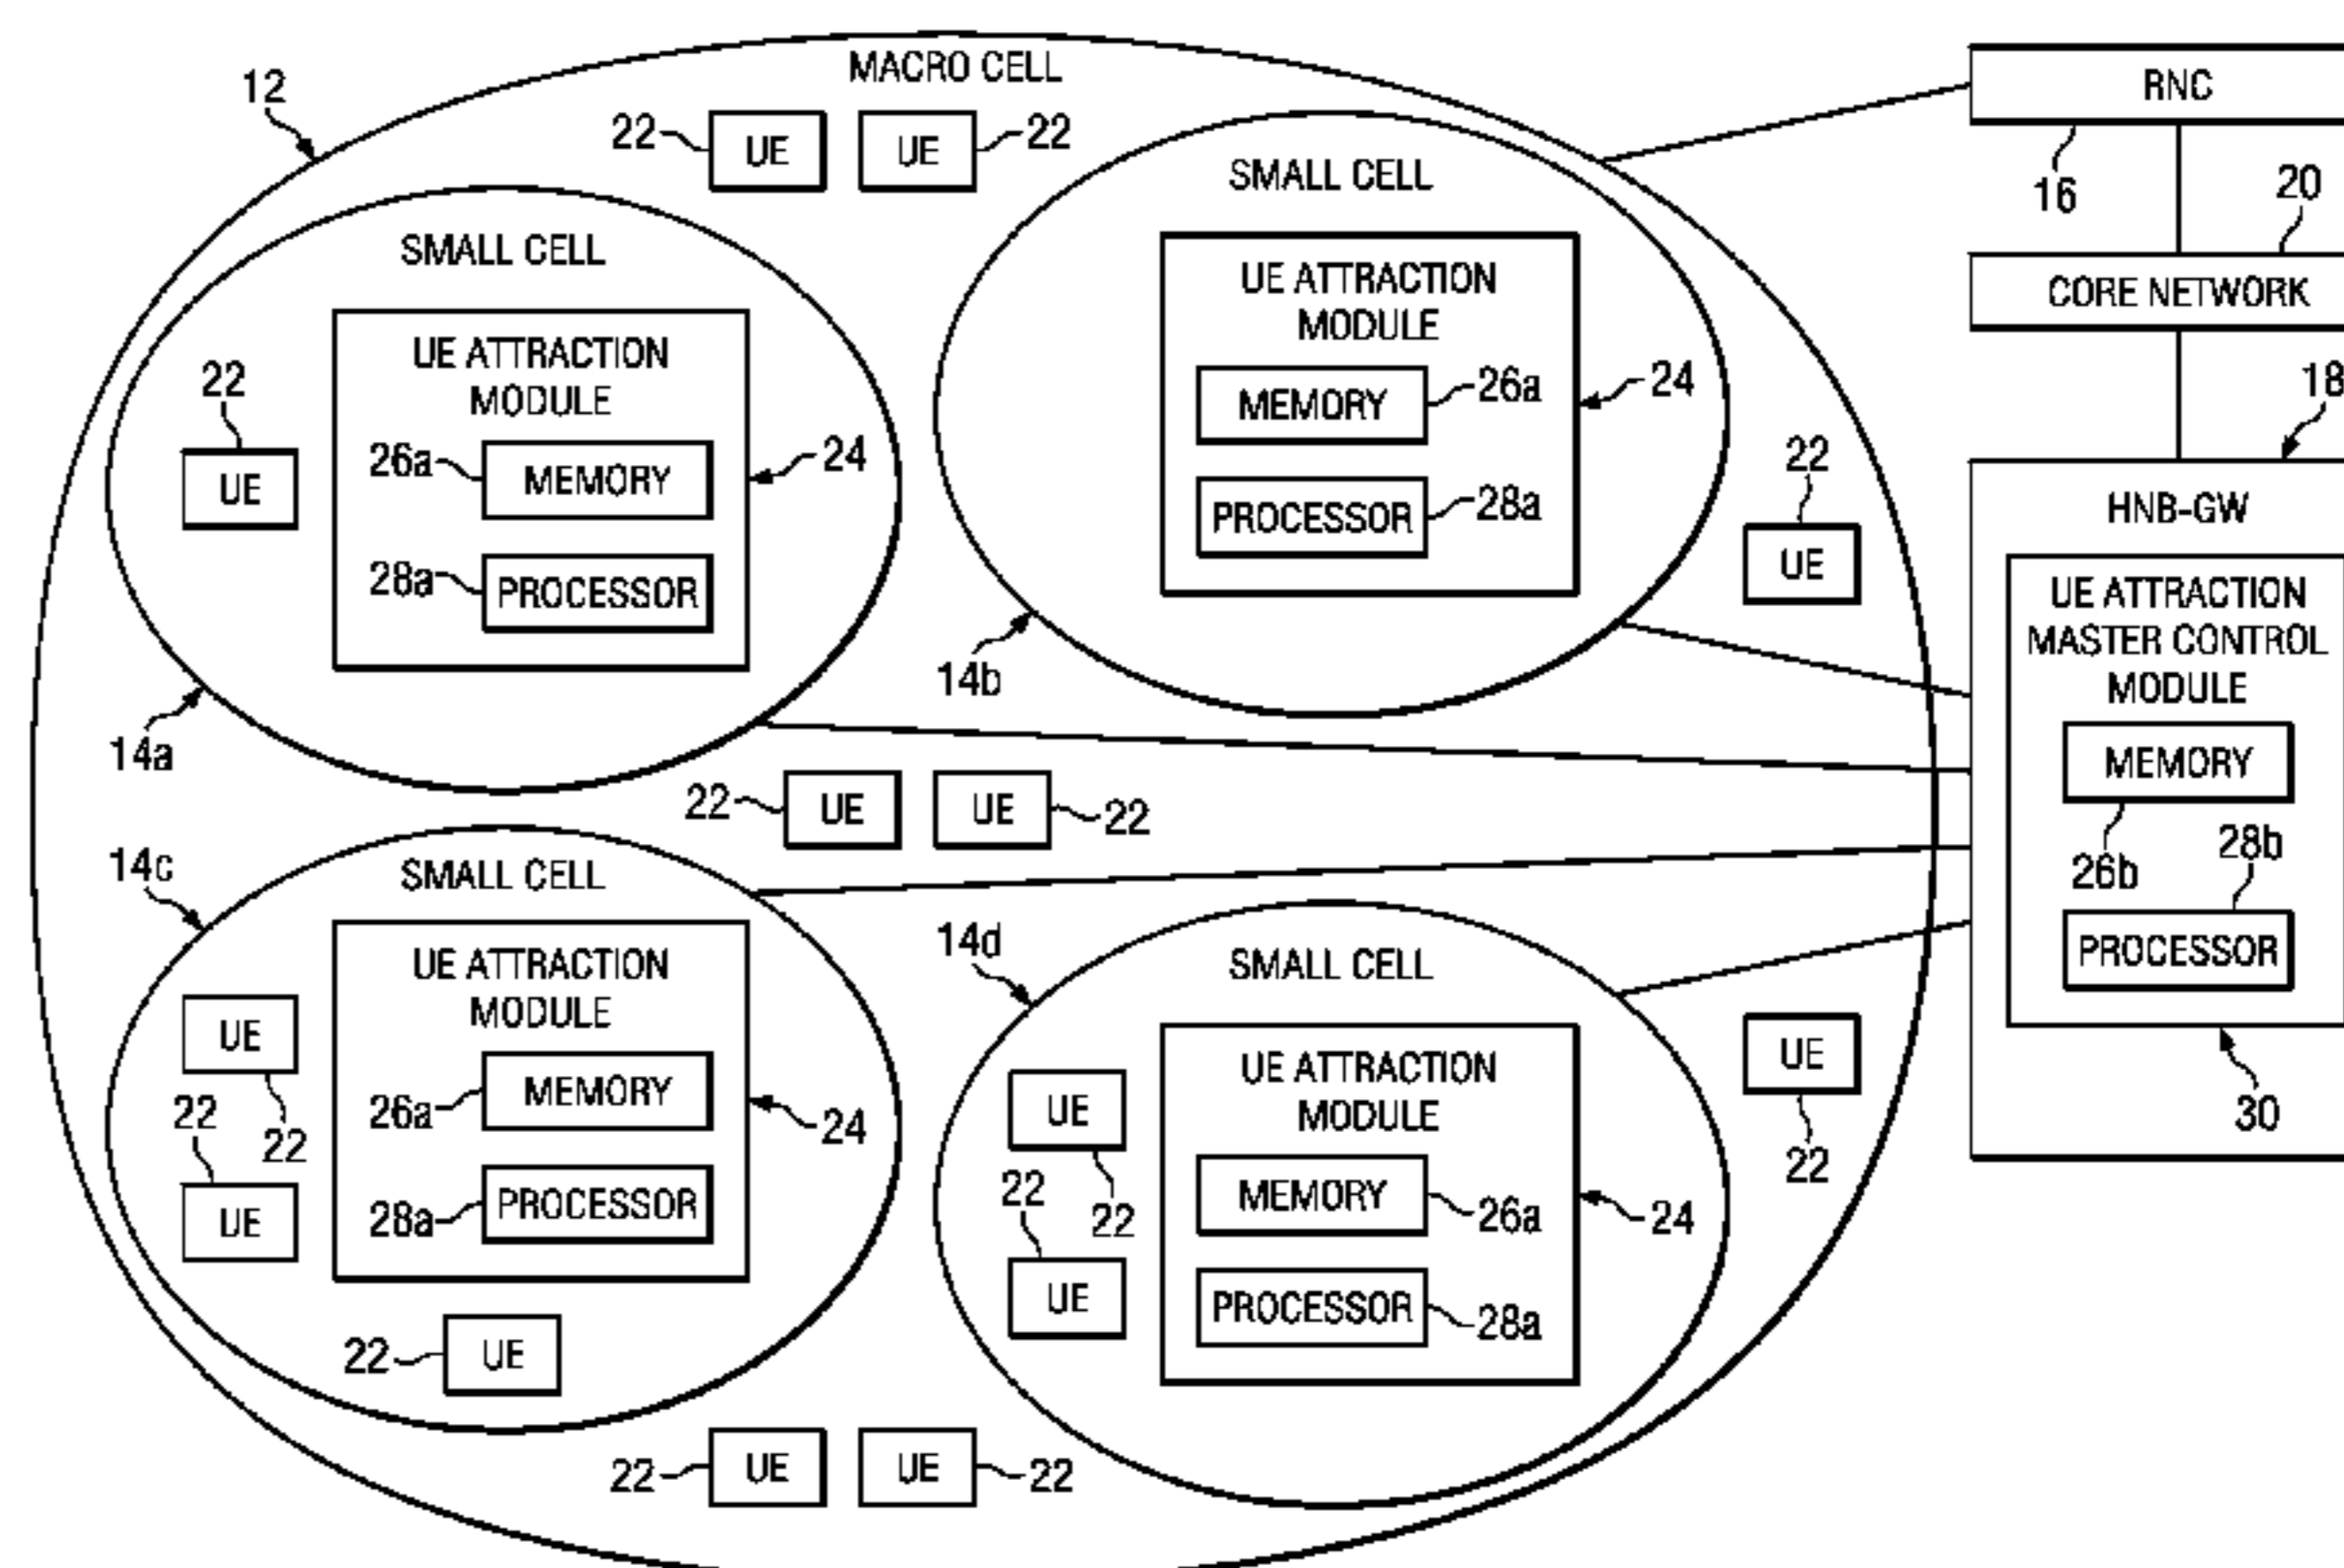 MACRO CELL
12
22 UE UE 22
RNC
16
20
CORE NETWORK
18
HNB-GW
UE ATTRACTION
MASTER CONTROL
MODULE
MEMORY
26b
28b
PROCESSOR
30
SMALL CELL
UE ATTRACTION
MODULE
22
UE
26a MEMORY
24
28a PROCESSOR
14a
SMALL CELL
UE ATTRACTION
MODULE
MEMORY 26a
24
PROCESSOR 28a
14b
22
UE
22 UE UE 22
14c
SMALL CELL
UE ATTRACTION
MODULE
UE
22
22
UE
26a MEMORY
24
28a PROCESSOR
22 UE
14d
SMALL CELL
UE ATTRACTION
MODULE
UE
22
22
UE
MEMORY 26a
24
PROCESSOR 28a
UE
22
22 UE UE 22